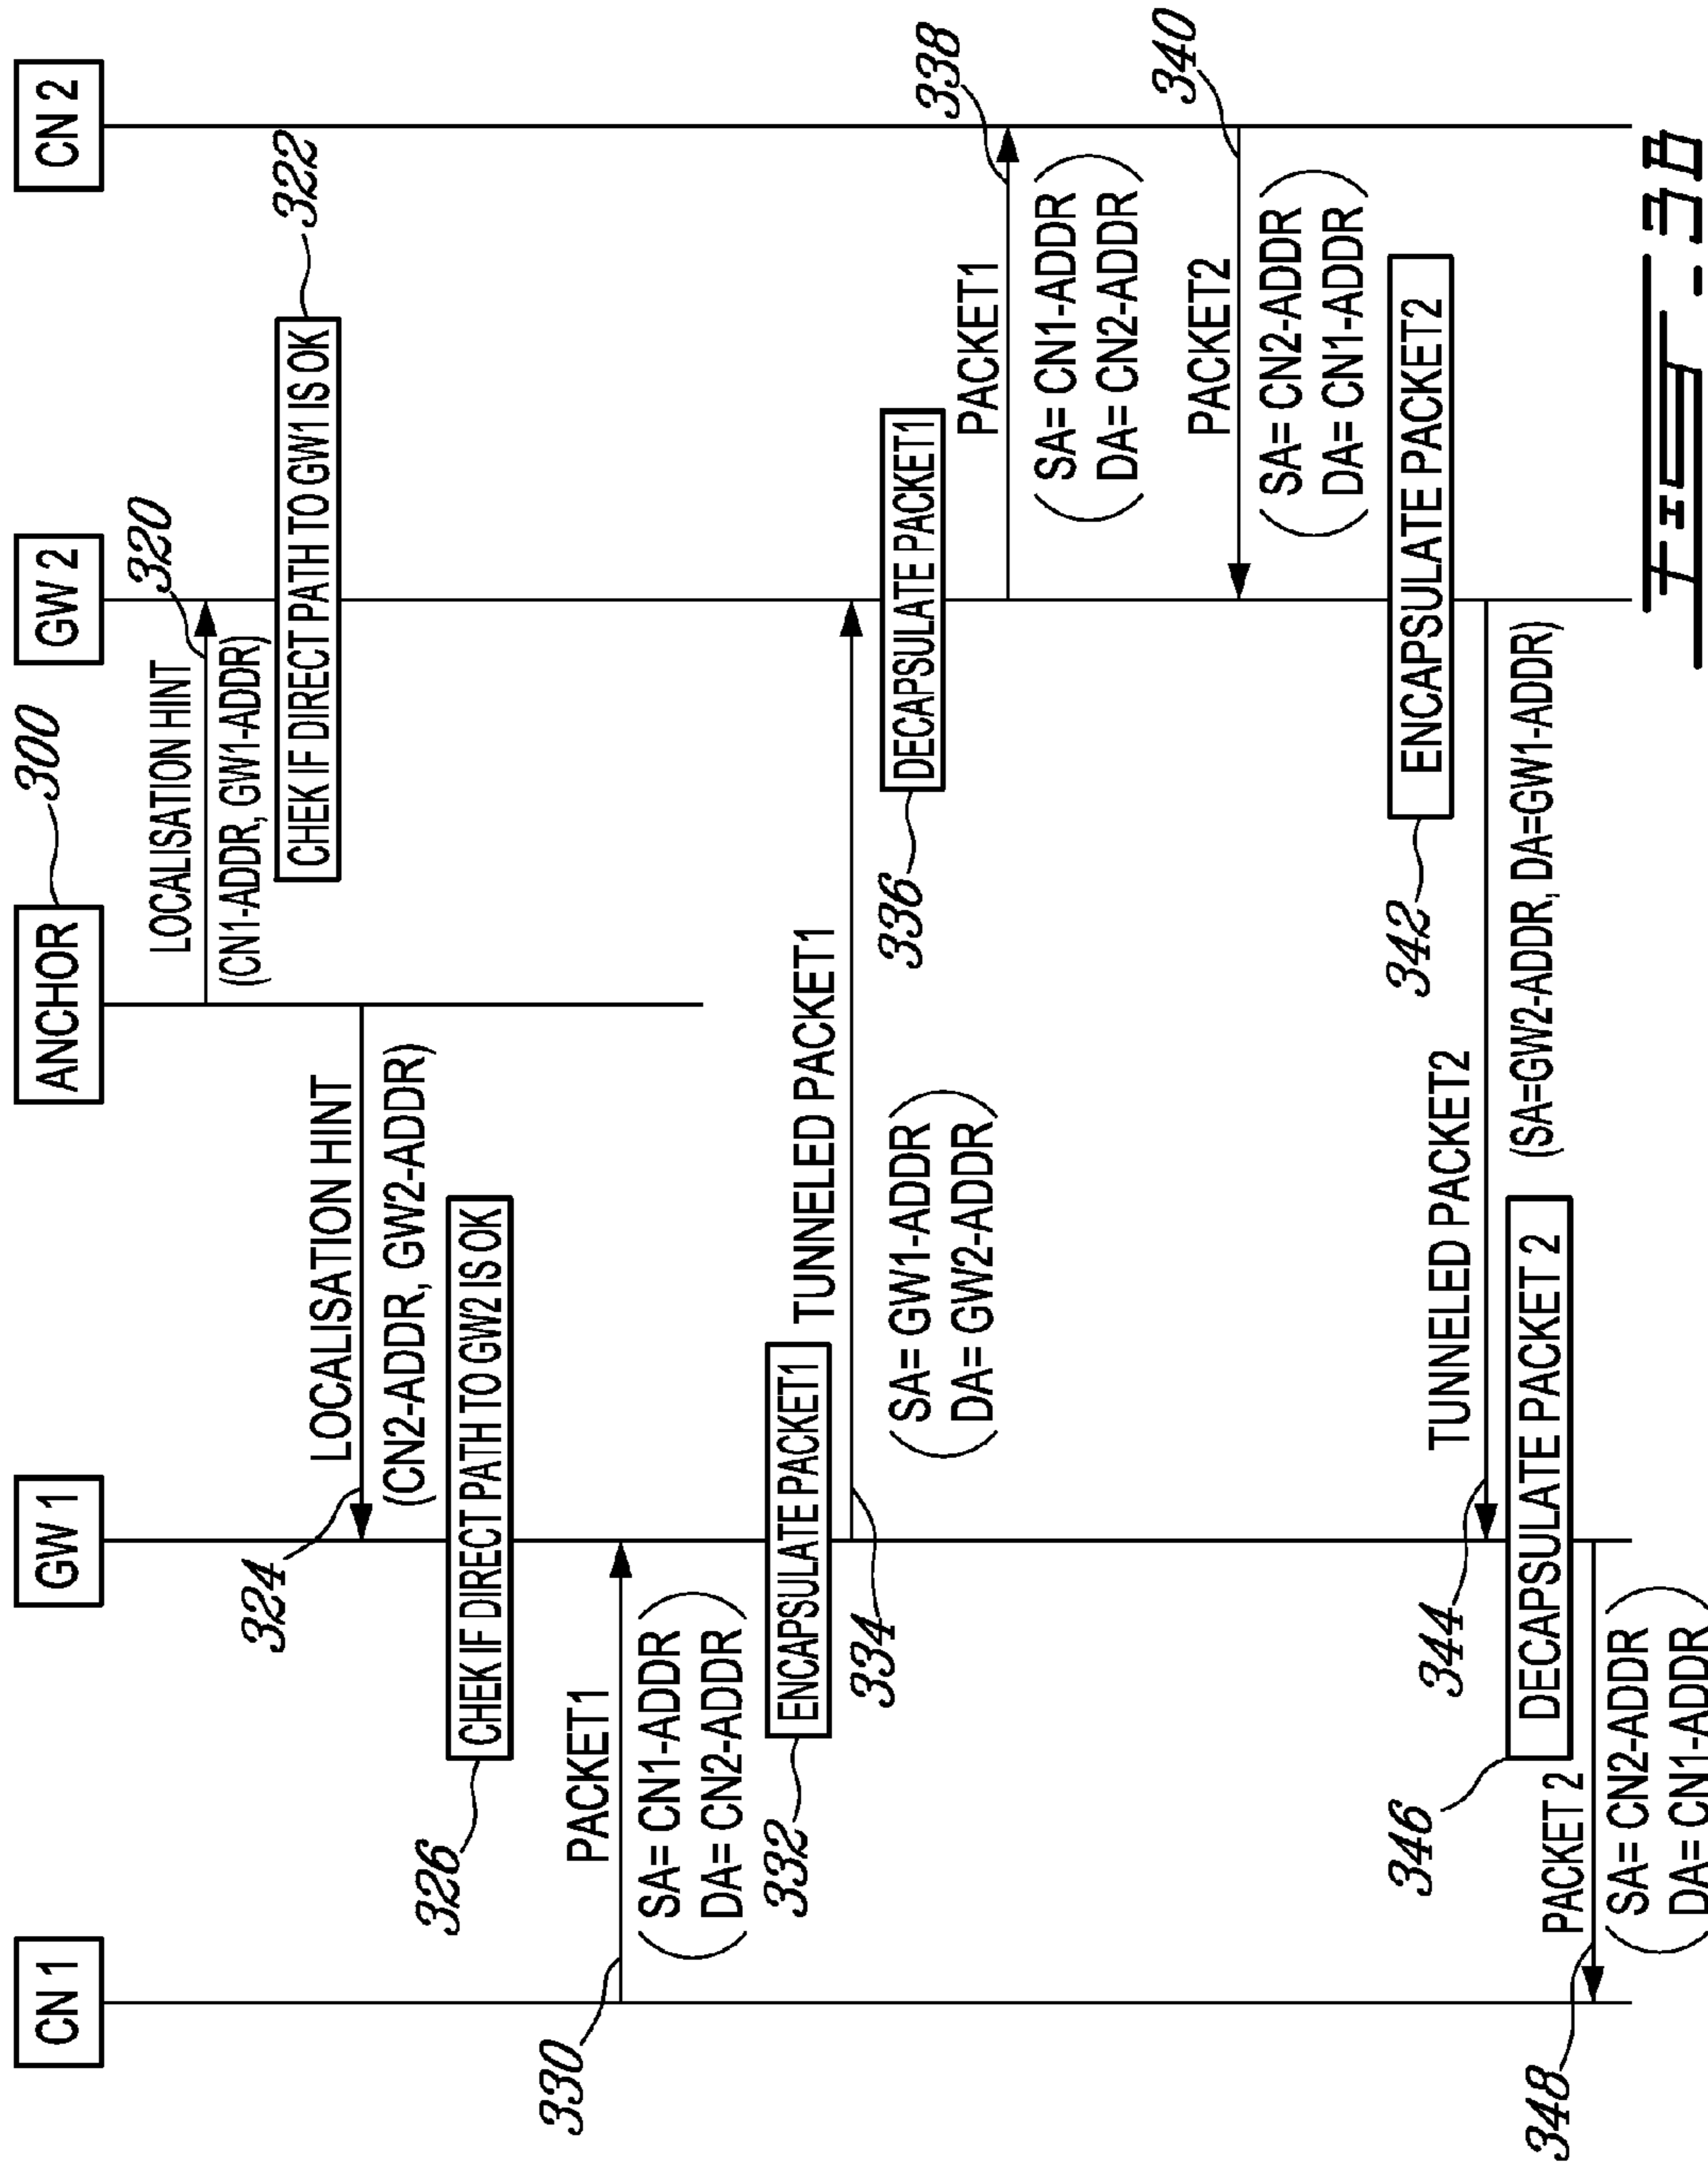 CN 1
GW 1
ANCHOR
300
GW 2
CN 2
LOCALISATION HINT
320
(CN1-ADDR, GW1-ADDR)
CHEK IF DIRECT PATH TO GW1 IS OK
322
LOCALISATION HINT
324
(CN2-ADDR, GW2-ADDR)
CHEK IF DIRECT PATH TO GW2 IS OK
326
PACKET1
330
(SA= CN1-ADDR
DA= CN2-ADDR)
ENCAPSULATE PACKET1
332
TUNNELED PACKET1
334
(SA= GW1-ADDR
DA= GW2-ADDR)
DECAPSULATE PACKET1
336
PACKET1
338
(SA= CN1-ADDR
DA= CN2-ADDR)
PACKET2
340
(SA= CN2-ADDR
DA= CN1-ADDR)
ENCAPSULATE PACKET2
342
TUNNELED PACKET2
344
(SA=GW2-ADDR, DA=GW1-ADDR)
DECAPSULATE PACKET 2
346
PACKET 2
348
(SA= CN2-ADDR
DA= CN1-ADDR)
FIG - 3B